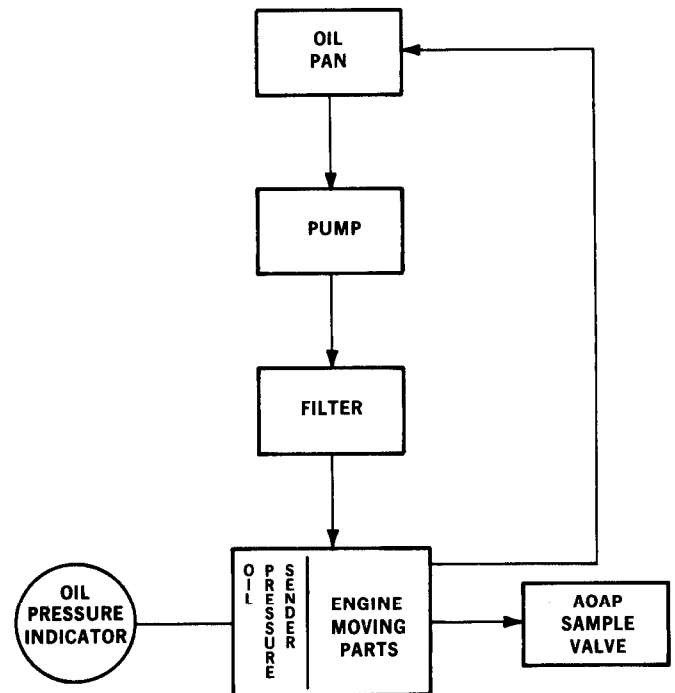 OIL
PAN
PUMP
FILTER
OIL
PRESSURE
SENDER
ENGINE
MOVING
PARTS
OIL
PRESSURE
INDICATOR
AOAP
SAMPLE
VALVE